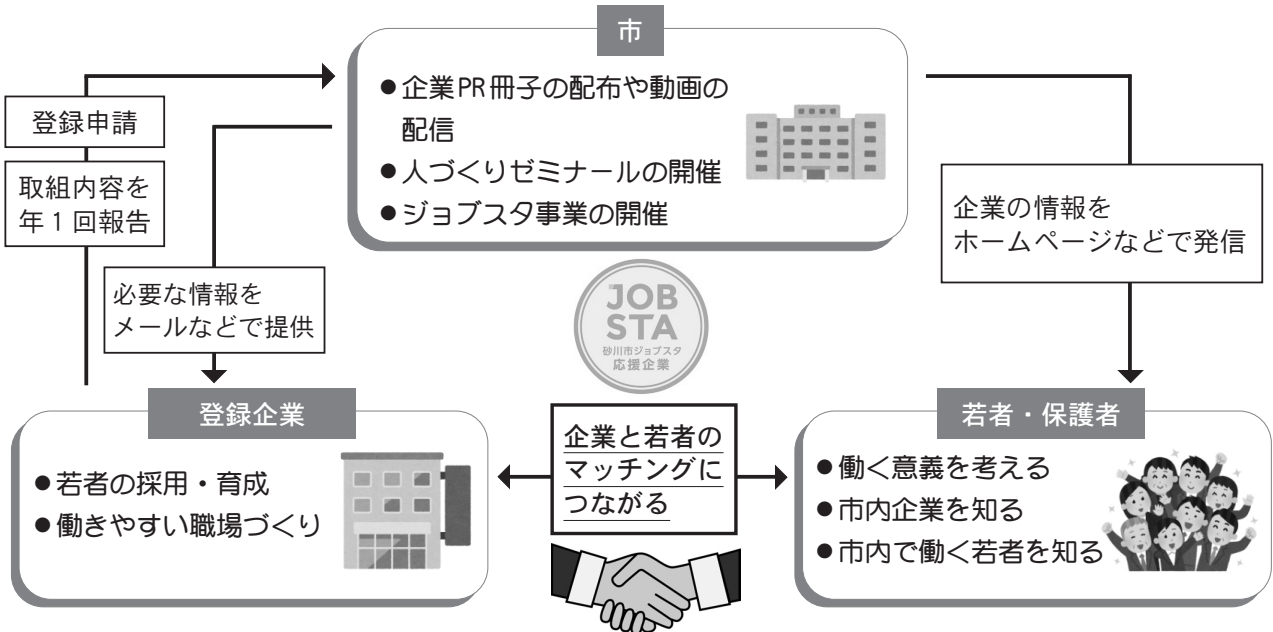 市
●企業PR冊子の配布や動画の
配信
●人づくりゼミナールの開催
●ジョブスタ事業の開催
登録申請
取組内容を
年1回報告
必要な情報を
メールなどで提供
企業の情報を
ホームページなどで発信
JOB
STA
砂川市ジョブスタ
応援企業
登録企業
●若者の採用・育成
●働きやすい職場づくり
企業と若者の
マッチングに
つながる
若者・保護者
●働く意義を考える
●市内企業を知る
●市内で働く若者を知る